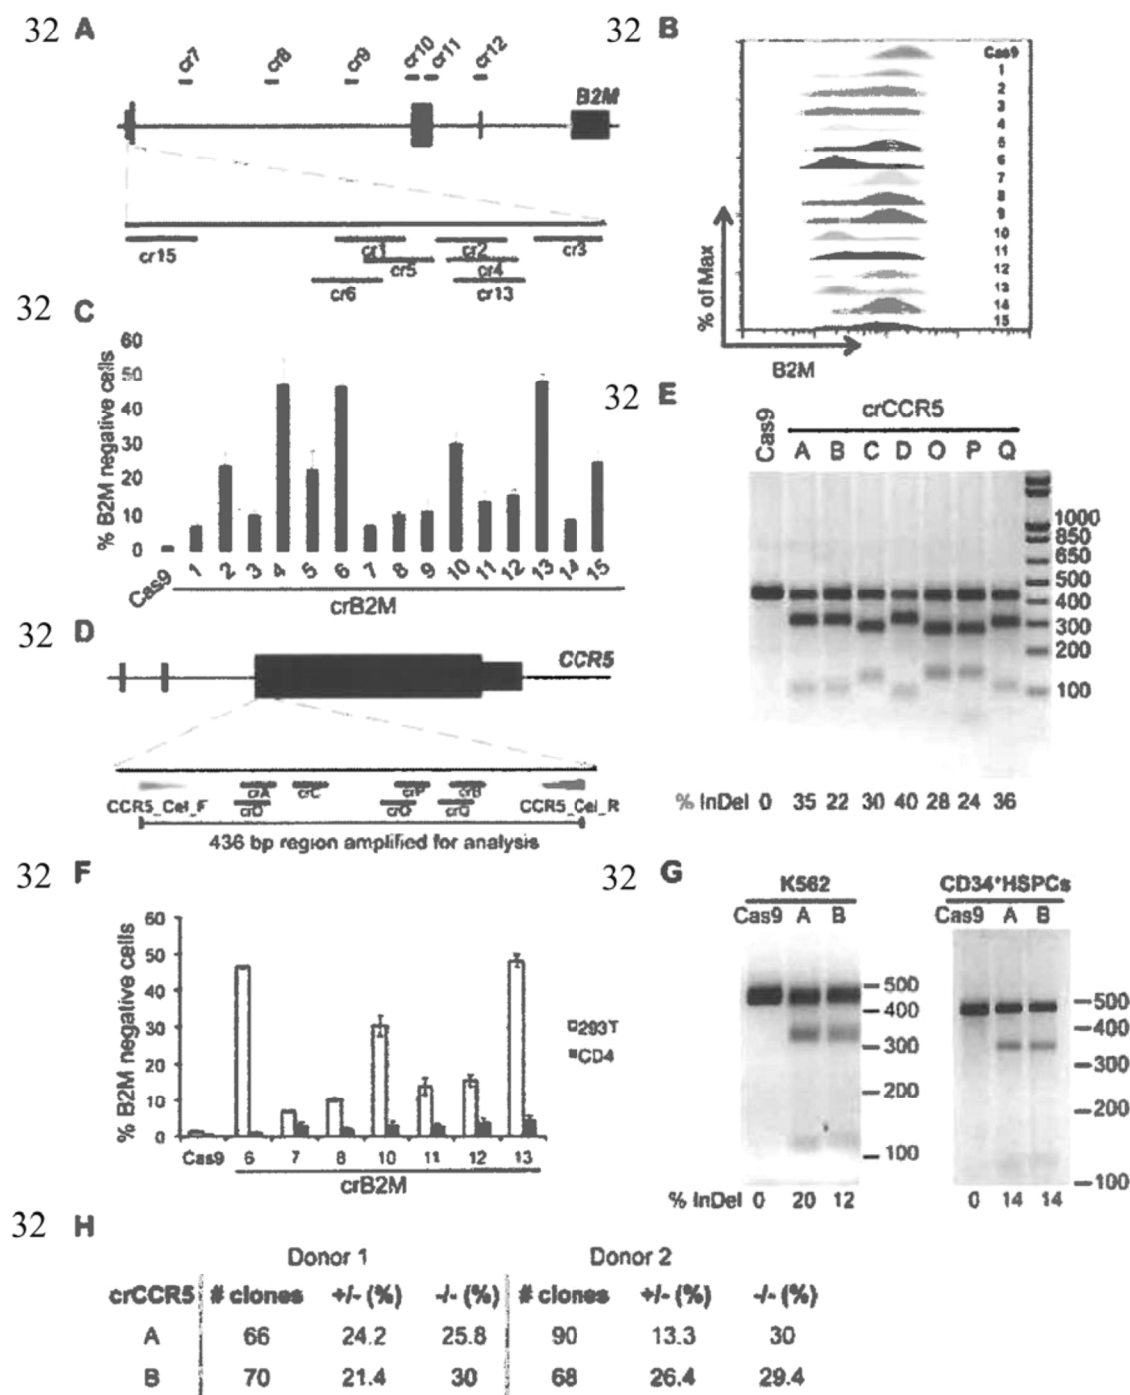 32 A
cr7 cr8 cr9 cr10 cr11 cr12
B2M
cr15 cr1 cr2 cr3
cr5 cr4
cr6 cr13
32 B
Cas9
1
2
3
4
5
6
7
8
9
10
11
12
13
14
15
% of Max
B2M
32 C
% B2M negative cells
60
50
40
30
20
10
0
Cas9 1 2 3 4 5 6 7 8 9 10 11 12 13 14 15
crB2M
32 D
CCR5
crA crC crP crB
CCR5_Cel_F crD crO crQ CCR5_Cel_R
436 bp region amplified for analysis
32 E
crCCR5
Cas9 A B C D O P Q
1000
850
650
500
400
300
200
100
% InDel 0 35 22 30 40 28 24 36
32 F
% B2M negative cells
60
50
40
30
20
10
0
293T
CD4
Cas9 6 7 8 10 11 12 13
crB2M
32 G
K562 CD34+HSPCs
Cas9 A B Cas9 A B
500 500
400 400
300 300
200 200
100 100
% InDel 0 20 12 0 14 14
32 H
Donor 1 Donor 2
crCCR5 # clones +/- (%) -/- (%) # clones +/- (%) -/- (%)
A 66 24.2 25.8 90 13.3 30
B 70 21.4 30 68 26.4 29.4